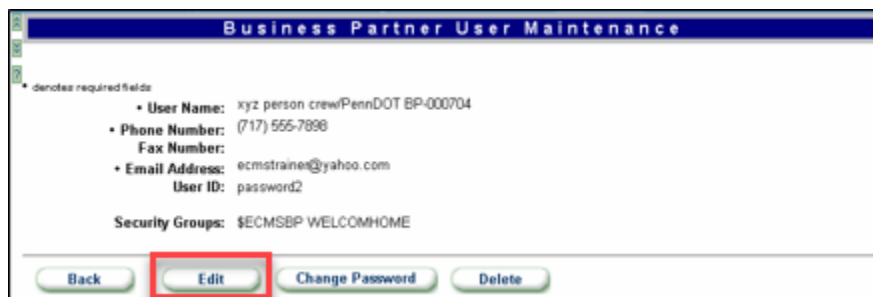 Business Partner User Maintenance
?
• denotes required fields
• User Name: xyz person crew/PennDOT BP-000704
• Phone Number: (717) 555-7898
Fax Number:
• Email Address: ecmstrainer@yahoo.com
User ID: password2
Security Groups: $ECMSBP WELCOMHOME
Back Edit Change Password Delete